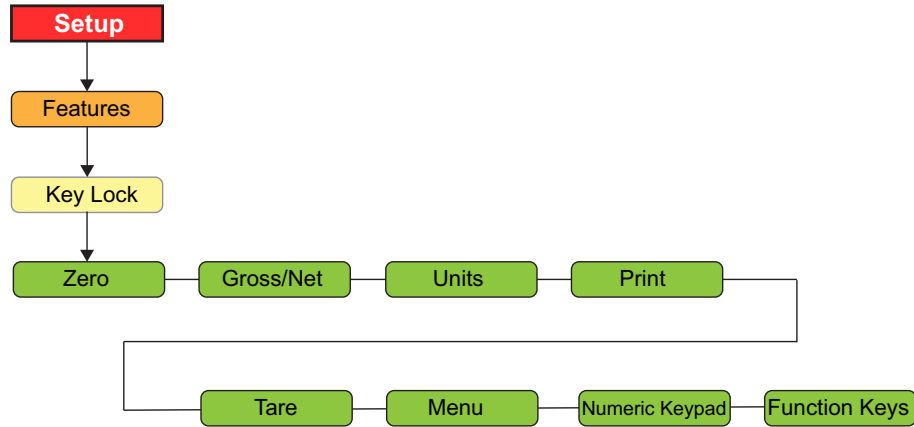 Setup
Features
Key Lock
Zero
Gross/Net
Units
Print
Tare
Menu
Numeric Keypad
Function Keys